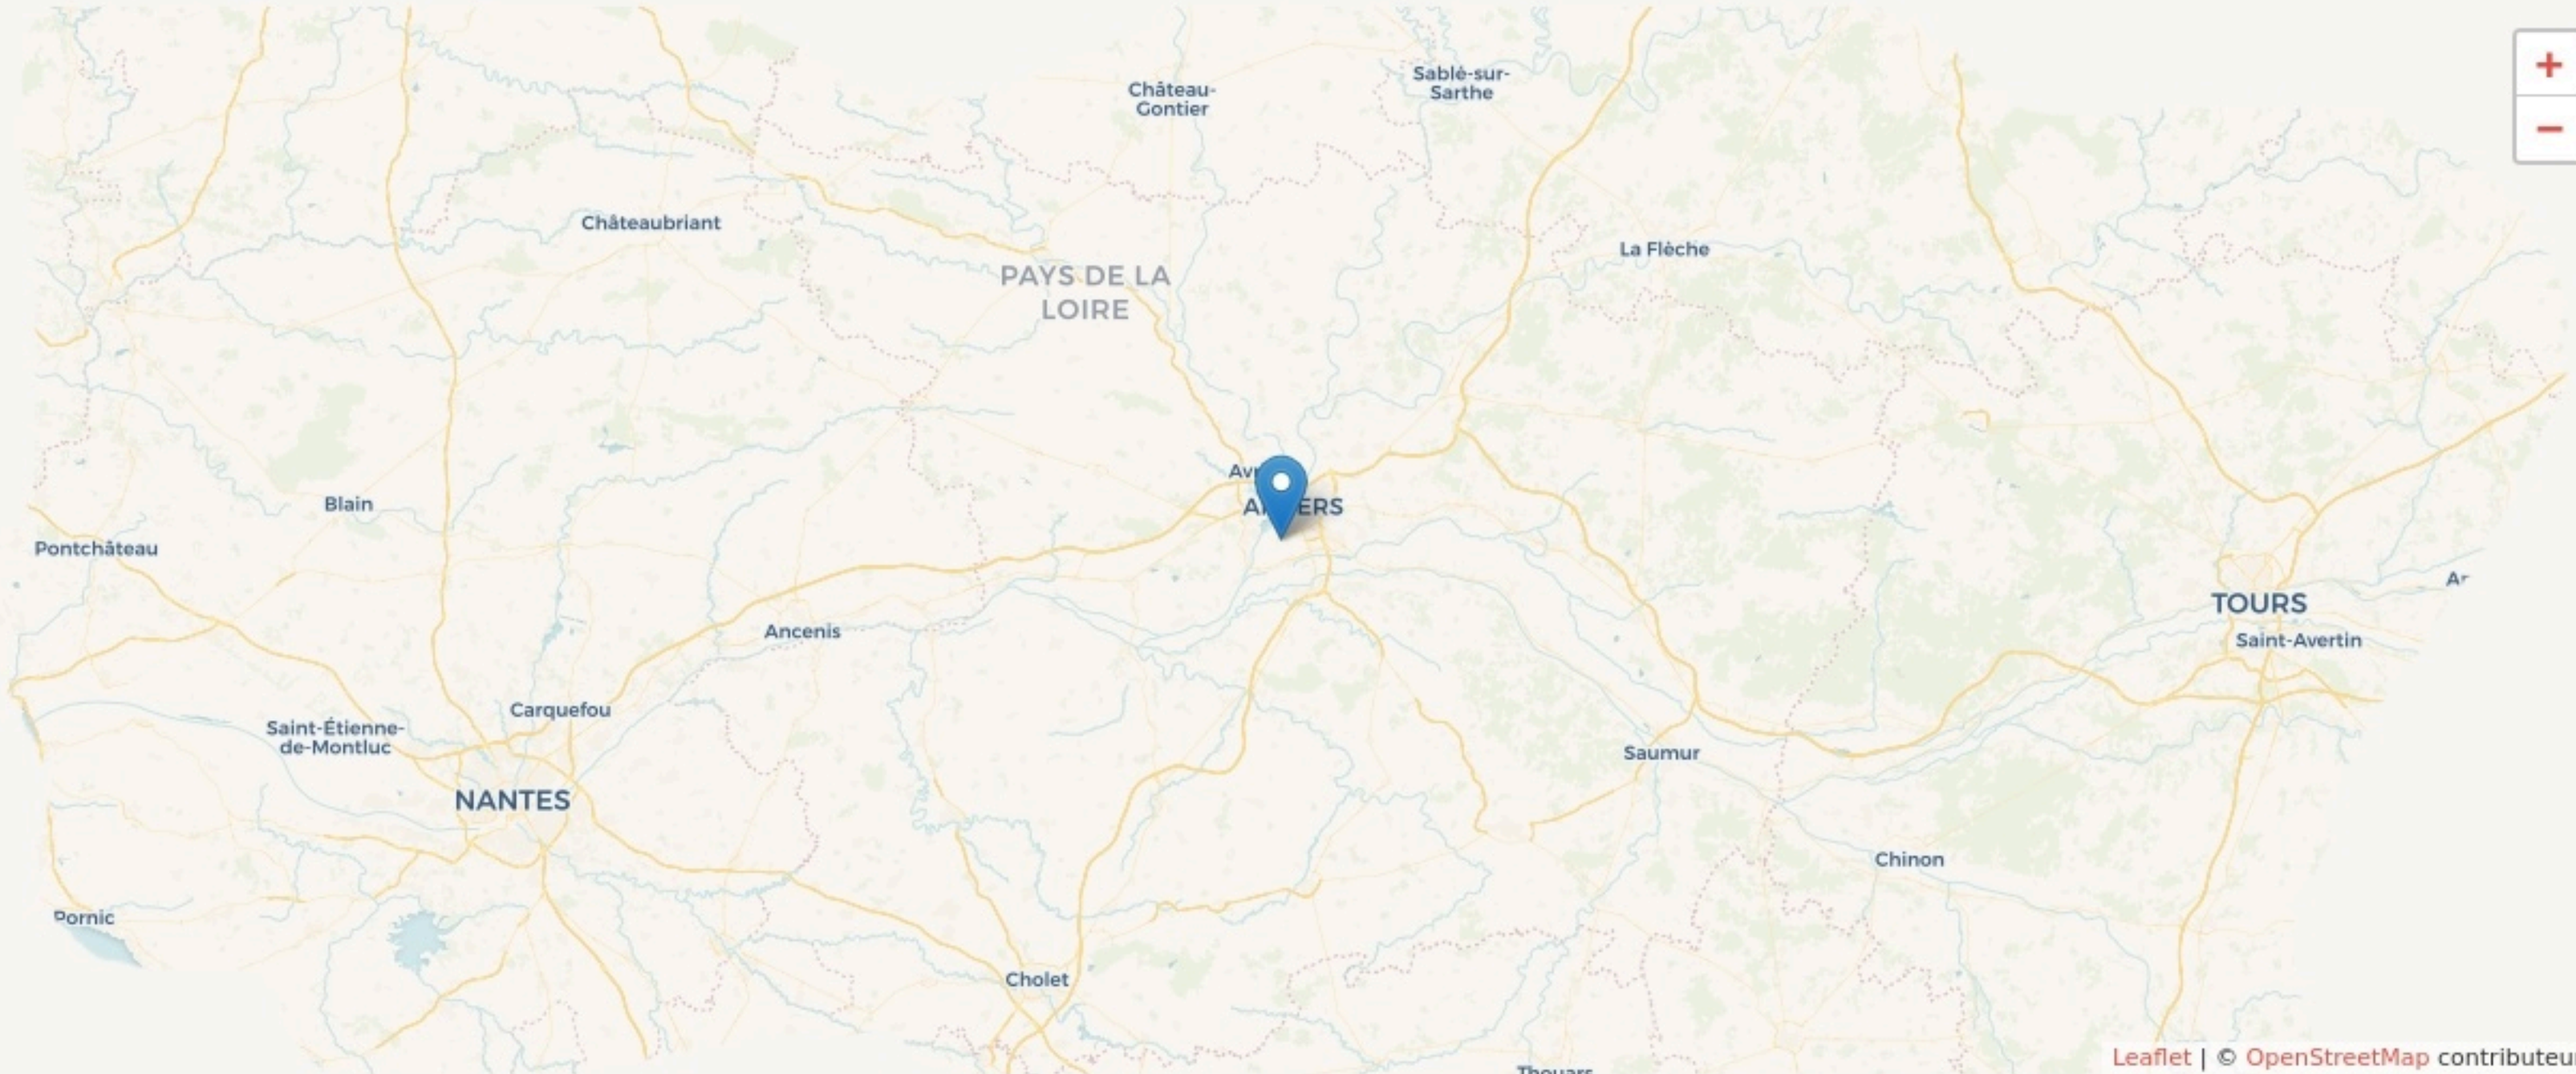 Château-
Gontier
Sablé-sur-
Sarthe
+
−
Châteaubriant
La Flèche
PAYS DE LA
LOIRE
Blain
Pontchâteau
TOURS
Saint-Avertin
Ancenis
Carquefou
Saint-Étienne-
de-Montluc
NANTES
Saumur
Chinon
Pornic
Cholet
Leaflet | © OpenStreetMap